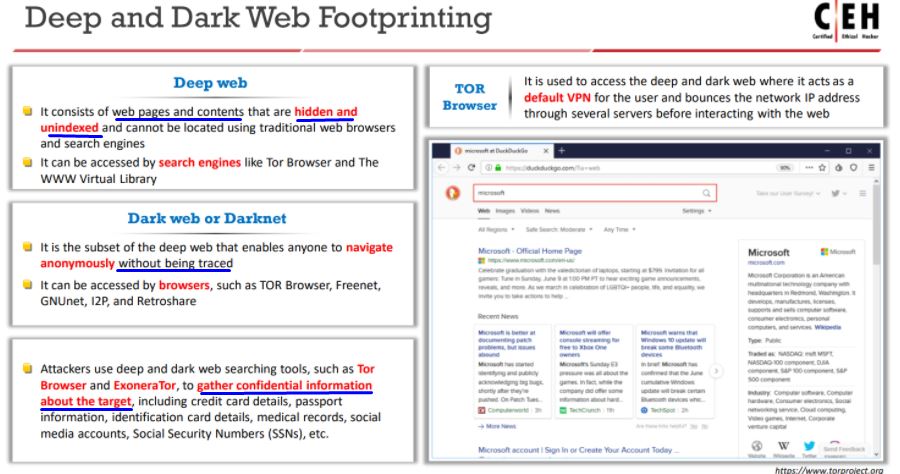 Deep and Dark Web Footprinting
C|EH
Certified Ethical Hacker
Deep web
It consists of web pages and contents that are hidden and
unindexed and cannot be located using traditional web browsers
and search engines
It can be accessed by search engines like Tor Browser and The
WWW Virtual Library
Dark web or Darknet
It is the subset of the deep web that enables anyone to navigate
anonymously without being traced
It can be accessed by browsers, such as TOR Browser, Freenet,
GNUnet, I2P, and Retroshare
Attackers use deep and dark web searching tools, such as Tor
Browser and ExoneraTor, to gather confidential information
about the target, including credit card details, passport
information, identification card details, medical records, social
media accounts, Social Security Numbers (SSNs), etc.
TOR
Browser
It is used to access the deep and dark web where it acts as a
default VPN for the user and bounces the network IP address
through several servers before interacting with the web
microsoft at DuckDuckGo
https://duckduckgo.com/?ia=web
90%
microsoft
Take our User Survey!
Web Images Videos News
Settings
All Regions Safe Search: Moderate Any Time
Microsoft - Official Home Page
https://www.microsoft.com/en-us/
Celebrate graduation with the valedictorian of laptops, starting at $799. Invitation for all
gamers: Tune in Sunday, June 9 at 1:00 PM PT to hear exciting game announcements,
reveals, and more. As we march in celebration of LGBTQI+ people, life, and equality, we
invite you to take actions to help ...
Recent News
Microsoft is better at
documenting patch
problems, but issues
abound
Microsoft has started
identifying and publicly
acknowledging big bugs,
shortly after they're
pushed. On Patch Tues...
Computerworld 3h
Microsoft will offer
console streaming for
free to Xbox One
owners
Microsoft's Sunday E3
pressure was all about the
games. In fact, while the
company did offer some
information about hard...
TechCrunch 11h
Microsoft warns that
Windows 10 update will
break some Bluetooth
devices
In brief: Microsoft has
confirmed that the June
cumulative Windows
update will break certain
Bluetooth devices whic...
TechSpot 2h
More News
Are these links helpful? Yes No
Microsoft account | Sign In or Create Your Account Today ...
Microsoft
Microsoft
microsoft.com
Microsoft Corporation is an American
multinational technology company with
headquarters in Redmond, Washington. It
develops, manufactures, licenses,
supports and sells computer software,
consumer electronics, personal
computers, and services. Wikipedia
Type: Public
Traded as: NASDAQ: msft MSFT,
NASDAQ-100 component, DJIA
component, S&P 100 component, S&P
500 component
Industry: Computer software, Computer
hardware, Consumer electronics, Social
networking service, Cloud computing,
Video games, Internet, Corporate
venture capital
Website Wikipedia Twitter
Send Feedback
https://www.torproject.org